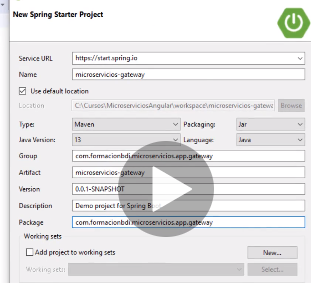 New Spring Starter Project
Service URL https://start.spring.io
Name microservicios-gateway
Use default location
Location C:\Cursos\MicroserviciosAngular\workspace\microservicios-gatew Browse
Type: Maven Packaging: Jar
Java Version: 13 Language: Java
Group com.formacionbdi.microservicios.app.gateway
Artifact microservicios-gateway
Version 0.0.1-SNAPSHOT
Description Demo project for Spring
Package com.formacionbdi.microservicios.app.gateway
Working sets
Add project to working sets New...
Working sets: Select...